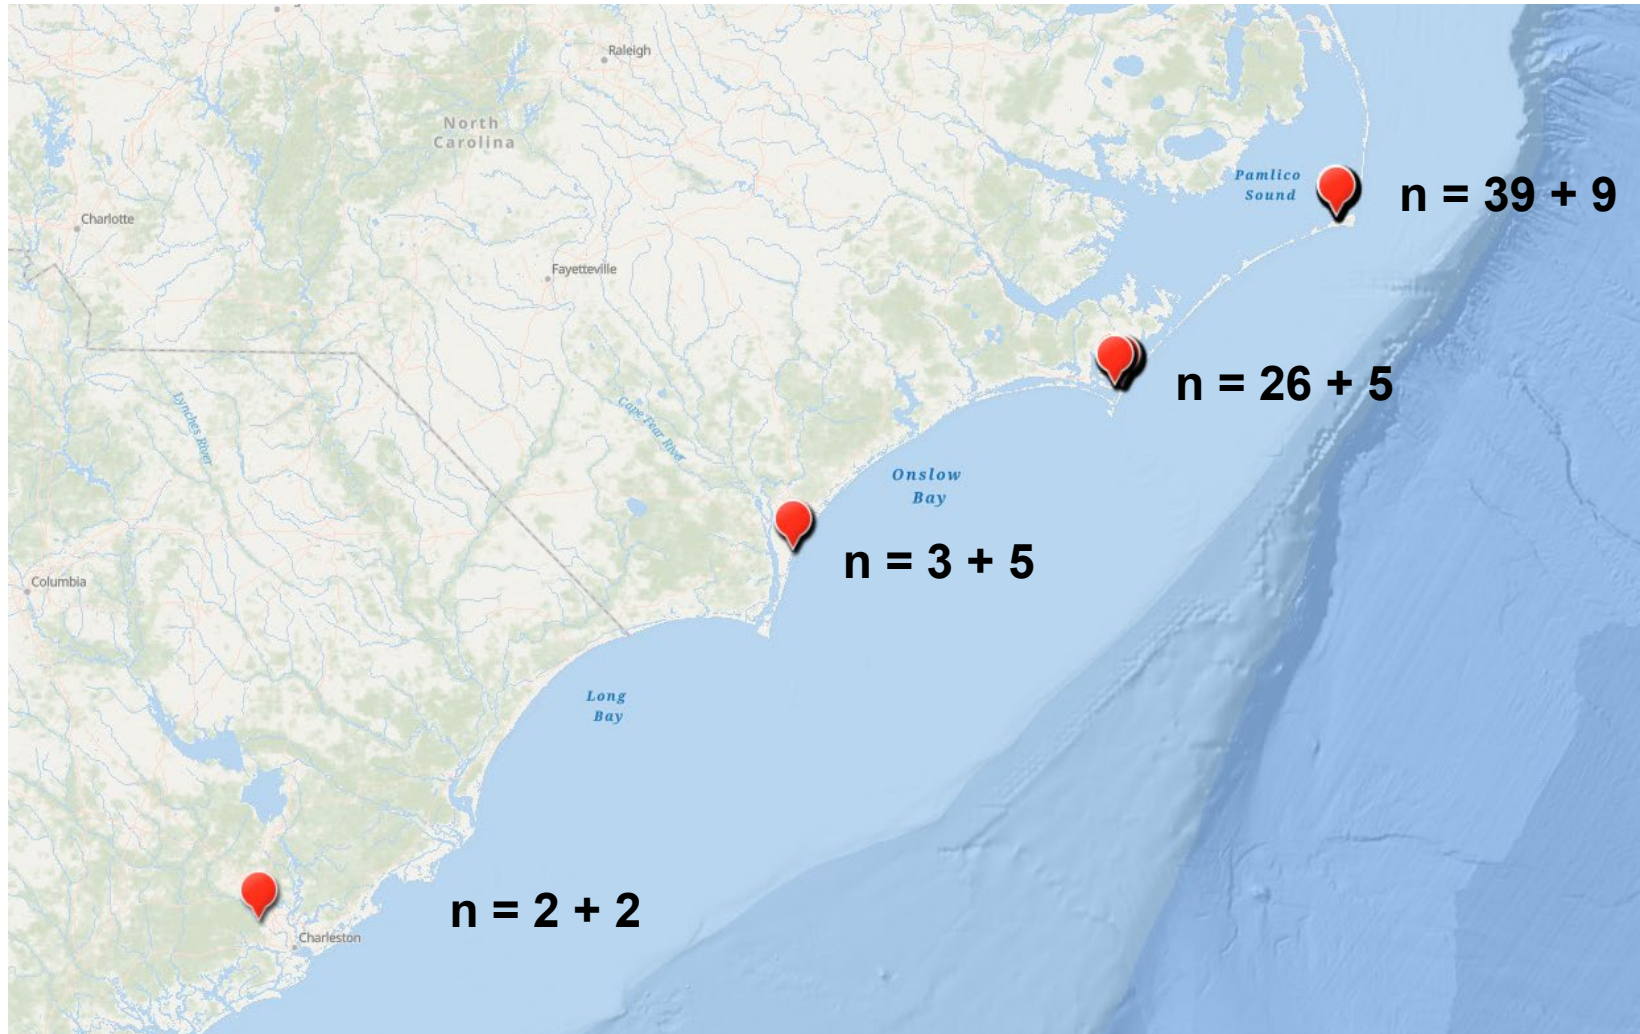 Raleigh
North
Carolina
Pamlico
Sound
n = 39 + 9
Charlotte
Fayetteville
n = 26 + 5
Lynches River
Cape Fear River
Onslow
Bay
n = 3 + 5
Columbia
Long
Bay
n = 2 + 2
Charleston